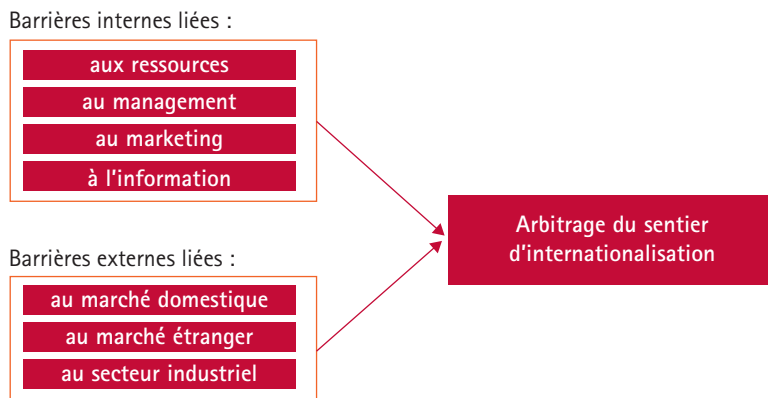 Barrières internes liées :
aux ressources
au management
au marketing
à l'information
Barrières externes liées :
au marché domestique
au marché étranger
au secteur industriel
Arbitrage du sentier
d'internationalisation